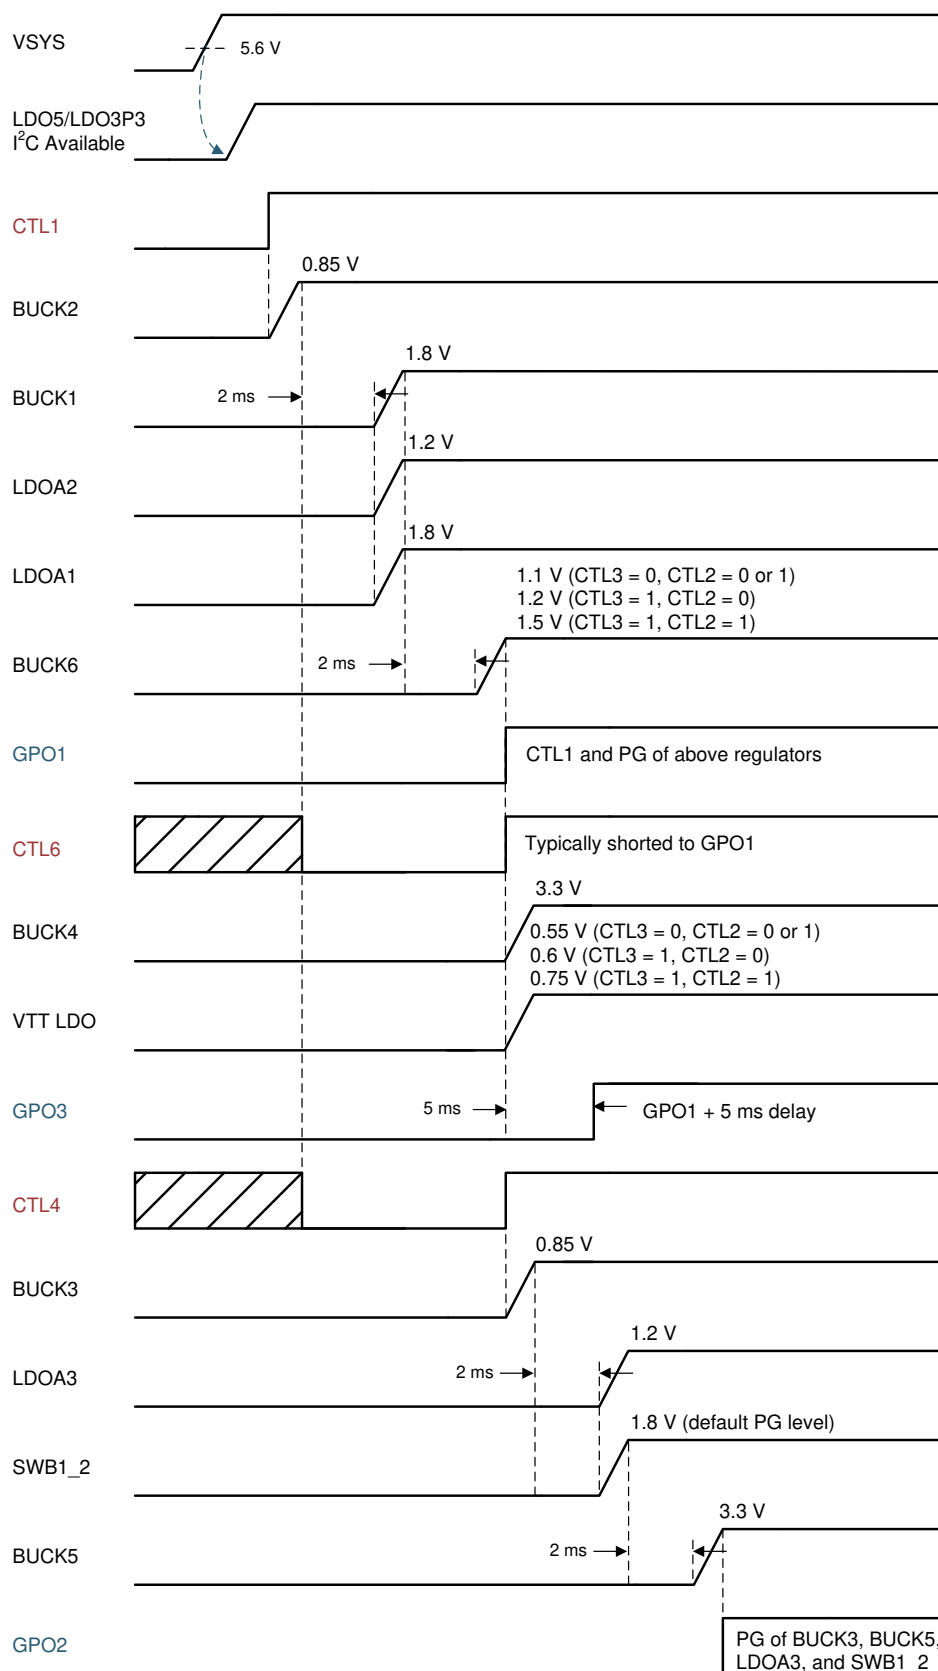 VSYS
5.6 V
LDO5/LDO3P3
I²C Available
CTL1
0.85 V
BUCK2
1.8 V
BUCK1
2 ms
1.2 V
LDOA2
1.8 V
LDOA1
1.1 V (CTL3 = 0, CTL2 = 0 or 1)
1.2 V (CTL3 = 1, CTL2 = 0)
1.5 V (CTL3 = 1, CTL2 = 1)
BUCK6
2 ms
GPO1
CTL1 and PG of above regulators
CTL6
Typically shorted to GPO1
3.3 V
BUCK4
0.55 V (CTL3 = 0, CTL2 = 0 or 1)
0.6 V (CTL3 = 1, CTL2 = 0)
0.75 V (CTL3 = 1, CTL2 = 1)
VTT LDO
GPO3
5 ms
GPO1 + 5 ms delay
CTL4
0.85 V
BUCK3
1.2 V
LDOA3
2 ms
1.8 V (default PG level)
SWB1_2
3.3 V
BUCK5
2 ms
GPO2
PG of BUCK3, BUCK5,
LDOA3, and SWB1_2